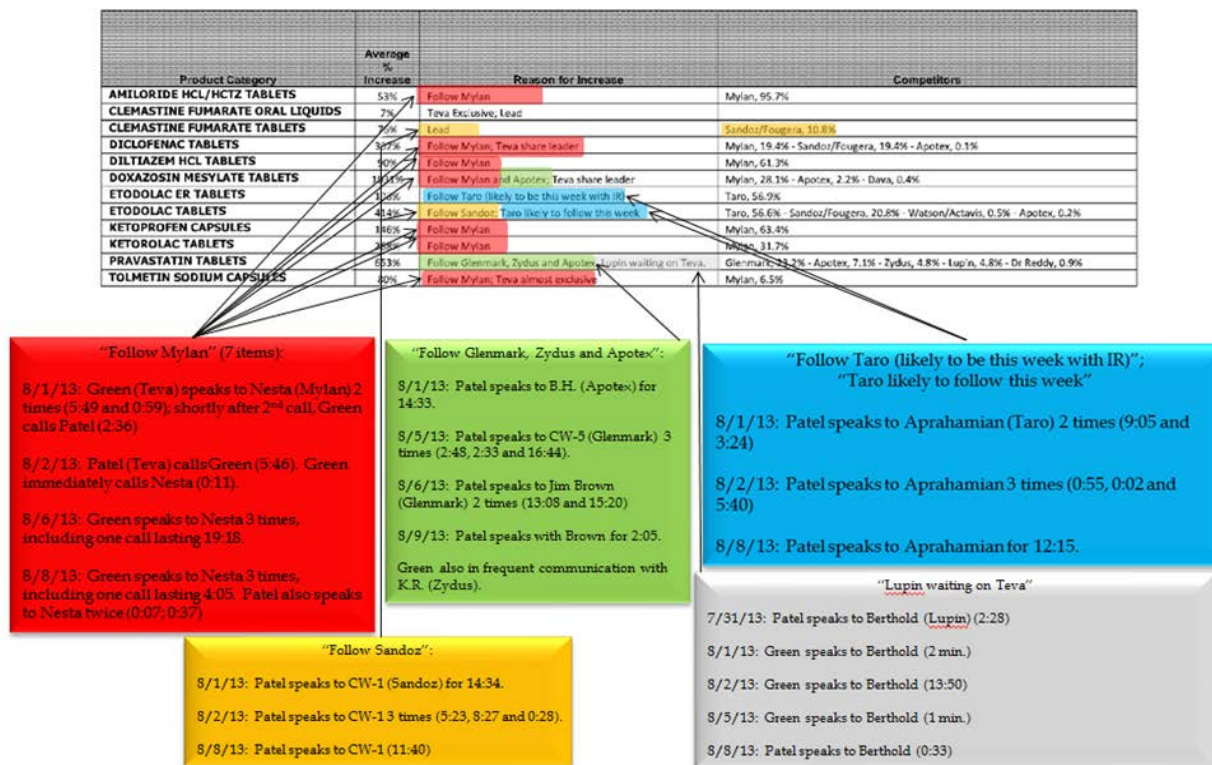 Average
%
Product Category Increase Reason for Increase Competitors
AMILORIDE HCL/HCTZ TABLETS 53% Follow Mylan Mylan, 95.7%
CLEMASTINE FUMARATE ORAL LIQUIDS 7% Teva Exclusive; Lead
CLEMASTINE FUMARATE TABLETS Lead Sandoz/Fougera, 10.8%
DICLOFENAC TABLETS Follow Mylan; Teva share leader Mylan, 19.4% - Sandoz/Fougera, 19.4% - Apotex, 0.1%
DILTIAZEM HCL TABLETS 90% Follow Mylan Mylan, 61.3%
DOXAZOSIN MESYLATE TABLETS Follow Mylan and Apotex; Teva share leader Mylan, 28.1% - Apotex, 2.2% - Dava, 0.4%
ETODOLAC ER TABLETS Follow Taro (likely to be this week with IR) Taro, 56.9%
ETODOLAC TABLETS 414% Follow Sandoz; Taro likely to follow this week Taro, 56.6% - Sandoz/Fougera, 20.8% - Watson/Actavis, 0.5% - Apotex, 0.2%
KETOPROFEN CAPSULES 146% Follow Mylan Mylan, 63.4%
KETOROLAC TABLETS Follow Mylan Mylan, 31.7%
PRAVASTATIN TABLETS 653% Follow Glenmark, Zydus and Apotex, Lupin waiting on Teva. Glenmark, - Apotex, 7.1% - Zydus, 4.8% - Lupin, 4.8% - Dr Reddy, 0.9%
TOLMETIN SODIUM CAPSULES 80% Follow Mylan; Teva almost exclusive Mylan, 6.5%
“Follow Mylan” (7 items):
8/1/13: Green (Teva) speaks to Nesta (Mylan) 2
times (5:49 and 0:59); shortly after 2nd call, Green
calls Patel (2:36)
8/2/13: Patel (Teva) calls Green (5:46). Green
immediately calls Nesta (0:11).
8/6/13: Green speaks to Nesta 3 times,
including one call lasting 19:18.
8/8/13: Green speaks to Nesta 3 times,
including one call lasting 4:05. Patel also speaks
to Nesta twice (0:07; 0:37)
“Follow Glenmark, Zydus and Apotex”:
8/1/13: Patel speaks to B.H. (Apotex) for
14:33.
8/5/13: Patel speaks to CW-5 (Glenmark) 3
times (2:48, 2:33 and 16:44).
8/6/13: Patel speaks to Jim Brown
(Glenmark) 2 times (13:08 and 15:20)
8/9/13: Patel speaks with Brown for 2:05.
Green also in frequent communication with
K.R. (Zydus).
“Follow Taro (likely to be this week with IR)”;
“Taro likely to follow this week”
8/1/13: Patel speaks to Aprahamian (Taro) 2 times (9:05 and
3:24)
8/2/13: Patel speaks to Aprahamian 3 times (0:55, 0:02 and
5:40)
8/8/13: Patel speaks to Aprahamian for 12:15.
“Follow Sandoz”:
8/1/13: Patel speaks to CW-1 (Sandoz) for 14:34.
8/2/13: Patel speaks to CW-1 3 times (5:23, 8:27 and 0:28).
8/8/13: Patel speaks to CW-1 (11:40)
“Lupin waiting on Teva”
7/31/13: Patel speaks to Berthold (Lupin) (2:28)
8/1/13: Green speaks to Berthold (2 min.)
8/2/13: Green speaks to Berthold (13:50)
8/5/13: Green speaks to Berthold (1 min.)
8/8/13: Patel speaks to Berthold (0:33)